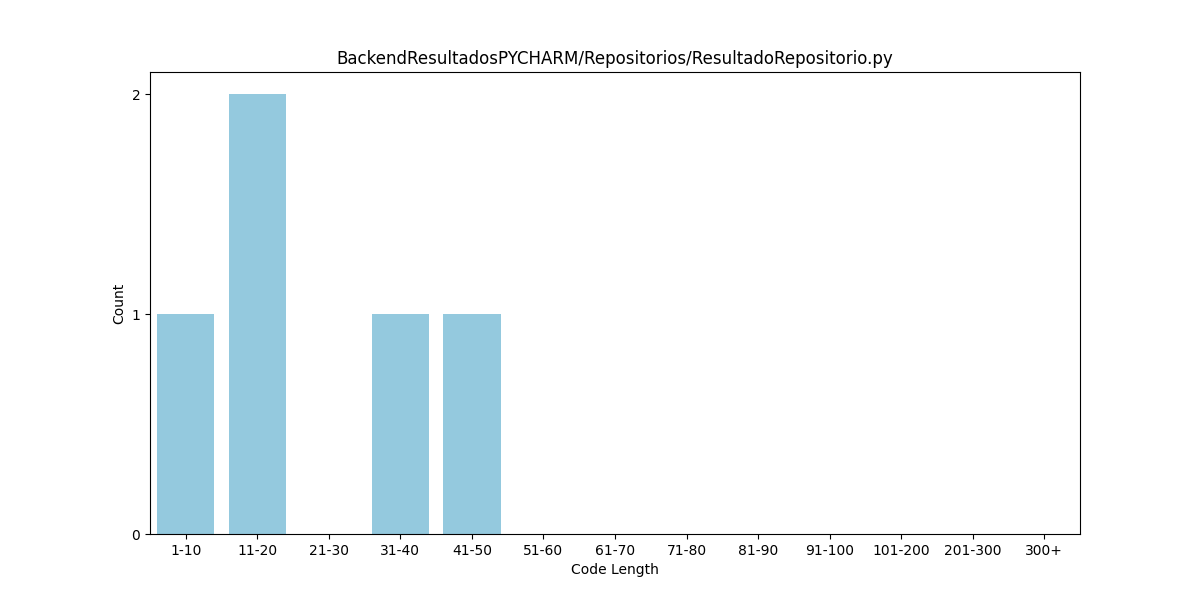 BackendResultadosPYCHARM/Repositorios/ResultadoRepositorio.py
2
1
0
Count
1-10 11-20 21-30 31-40 41-50 51-60 61-70 71-80 81-90 91-100 101-200 201-300 300+
Code Length